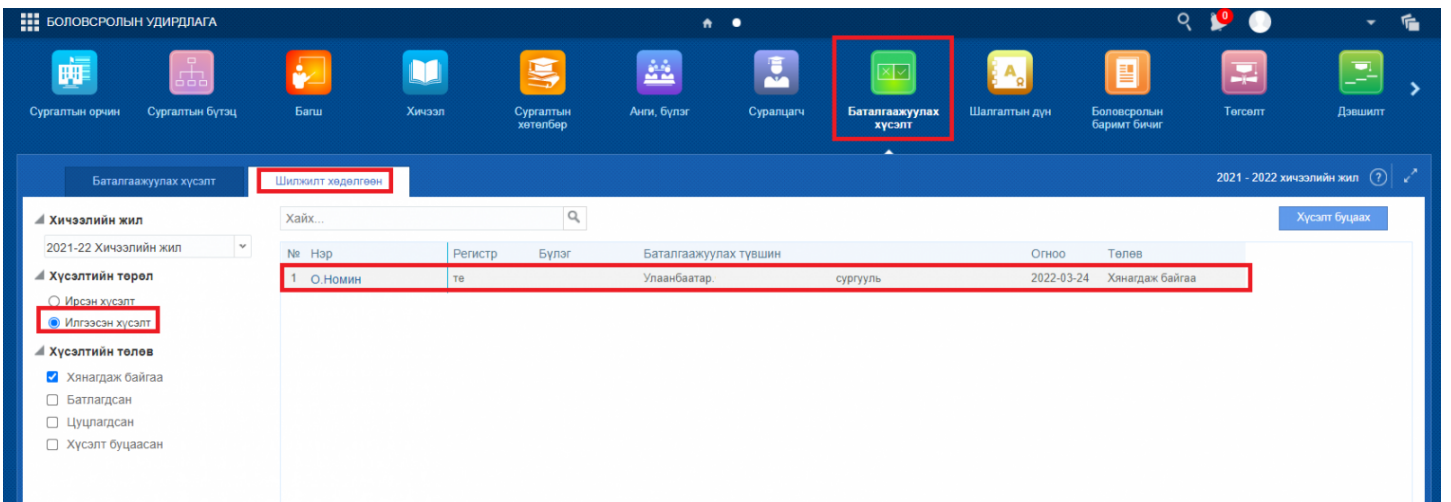 БОЛОВСРОЛЫН УДИРДЛАГА
0
Сургалтын орчин
Сургалтын бүтэц
Багш
Хичээл
Сургалтын
хөтөлбөр
Анги, бүлэг
Суралцагч
Баталгаажуулах
хүсэлт
Шалгалтын дүн
Боловсролын
баримт бичиг
Төгсөлт
Дэвшилт
Баталгаажуулах хүсэлт
Шилжилт хөдөлгөөн
2021 - 2022 хичээлийн жил
Хичээлийн жил
2021-22 Хичээлийн жил
Хүсэлтийн төрөл
Ирсэн хүсэлт
Илгээсэн хүсэлт
Хүсэлтийн төлөв
Хянагдаж байгаа
Батлагдсан
Цуцлагдсан
Хүсэлт буцаасан
Хайх...
Хүсэлт буцаах
№ Нэр Регистр Бүлэг Баталгаажуулах түвшин Огноо Төлөв
1 О.Номин те Улаанбаатар. сургууль 2022-03-24 Хянагдаж байгаа